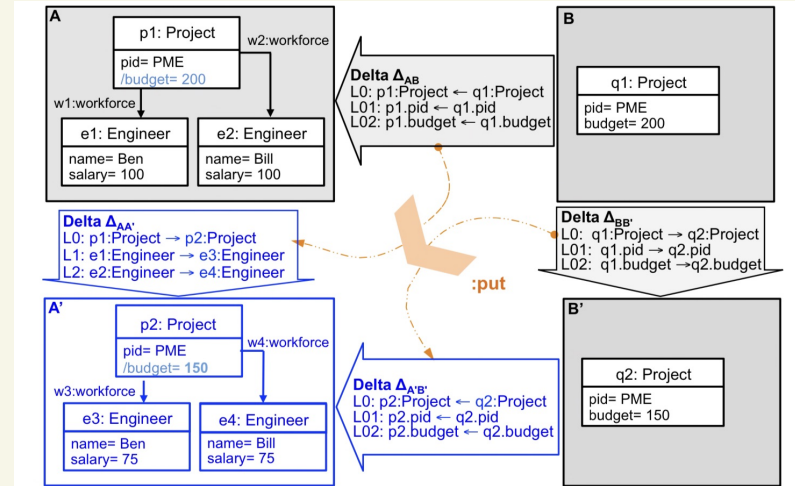 A
p1: Project
pid= PME
/budget= 200
w2:workforce
w1:workforce
e1: Engineer
name= Ben
salary= 100
e2: Engineer
name= Bill
salary= 100
Delta Δ_AB
L0: p1:Project ← q1:Project
L01: p1.pid ← q1.pid
L02: p1.budget ← q1.budget
B
q1: Project
pid= PME
budget= 200
Delta Δ_AA'
L0: p1:Project → p2:Project
L1: e1:Engineer → e3:Engineer
L2: e2:Engineer → e4:Engineer
:put
Delta Δ_BB'
L0: q1:Project → q2:Project
L01: q1.pid → q2.pid
L02: q1.budget →q2.budget
A'
p2: Project
pid= PME
/budget= 150
w4:workforce
w3:workforce
e3: Engineer
name= Ben
salary= 75
e4: Engineer
name= Bill
salary= 75
Delta Δ_A'B'
L0: p2:Project ← q2:Project
L01: p2.pid ← q2.pid
L02: p2.budget ← q2.budget
B'
q2: Project
pid= PME
budget= 150